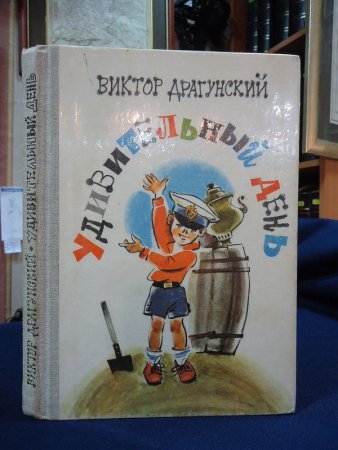 ВИКТОР ДРАГУНСКИЙ
УДИВИТЕЛЬНЫЙ ДЕНЬ
ВИКТОР ДРАГУНСКИЙ • УДИВИТЕЛЬНЫЙ ДЕНЬ